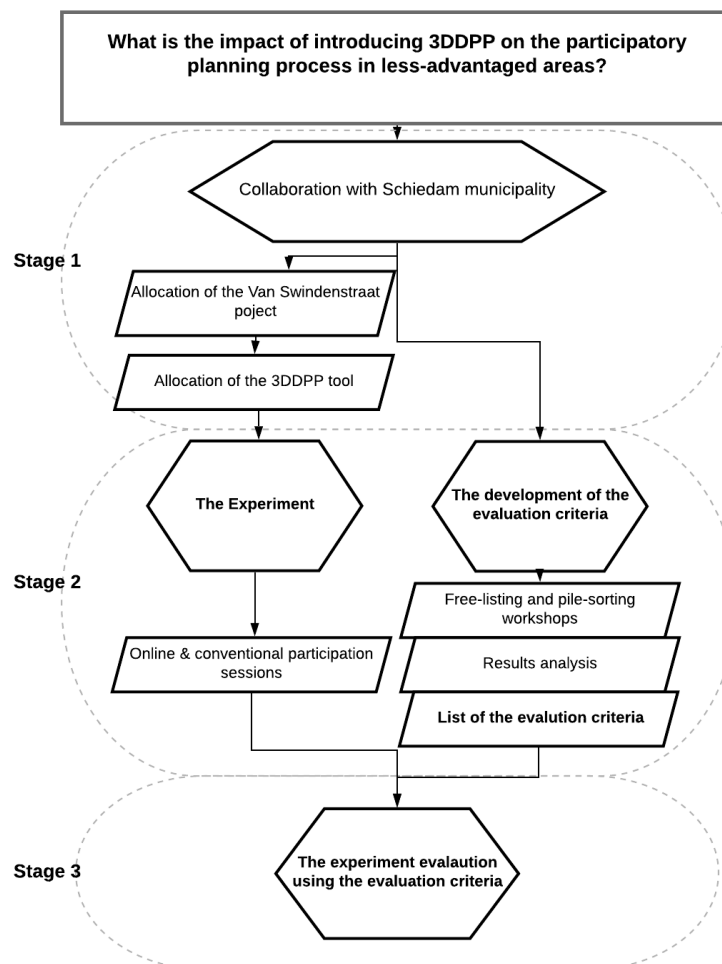 What is the impact of introducing 3DDPP on the participatory
planning process in less-advantaged areas?
Collaboration with Schiedam municipality
Stage 1
Allocation of the Van Swindenstraat
poject
Allocation of the 3DDPP tool
The Experiment
The development of the
evaluation criteria
Stage 2
Free-listing and pile-sorting
workshops
Online & conventional participation
sessions
Results analysis
List of the evalution criteria
Stage 3
The experiment evalaution
using the evaluation criteria